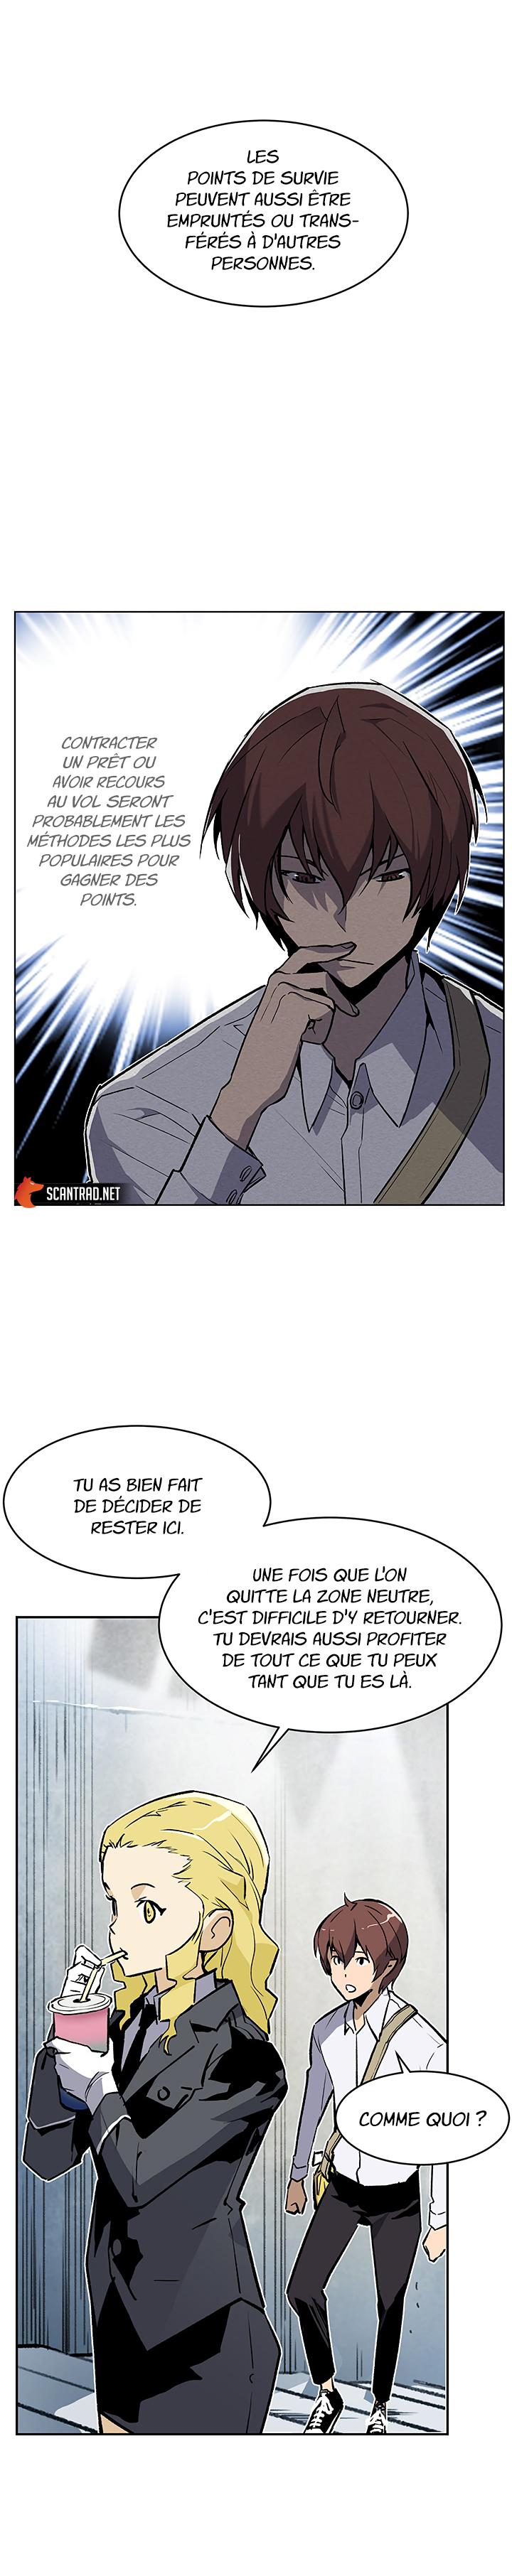 LES
POINTS DE SURVIE
PEUVENT AUSSI ÊTRE
EMPRUNTÉS OU TRANS-
FÉRÉS À D'AUTRES
PERSONNES.
CONTRACTER
UN PRÊT OU
AVOIR RECOURS
AU VOL SERONT
PROBABLEMENT LES
MÉTHODES LES PLUS
POPULAIRES POUR
GAGNER DES
POINTS.
SCANTRAD.NET
TU AS BIEN FAIT
DE DÉCIDER DE
RESTER ICI.
UNE FOIS QUE L'ON
QUITTE LA ZONE NEUTRE,
C'EST DIFFICILE D'Y RETOURNER.
TU DEVRAIS AUSSI PROFITER
DE TOUT CE QUE TU PEUX
TANT QUE TU ES LÀ.
COMME QUOI ?